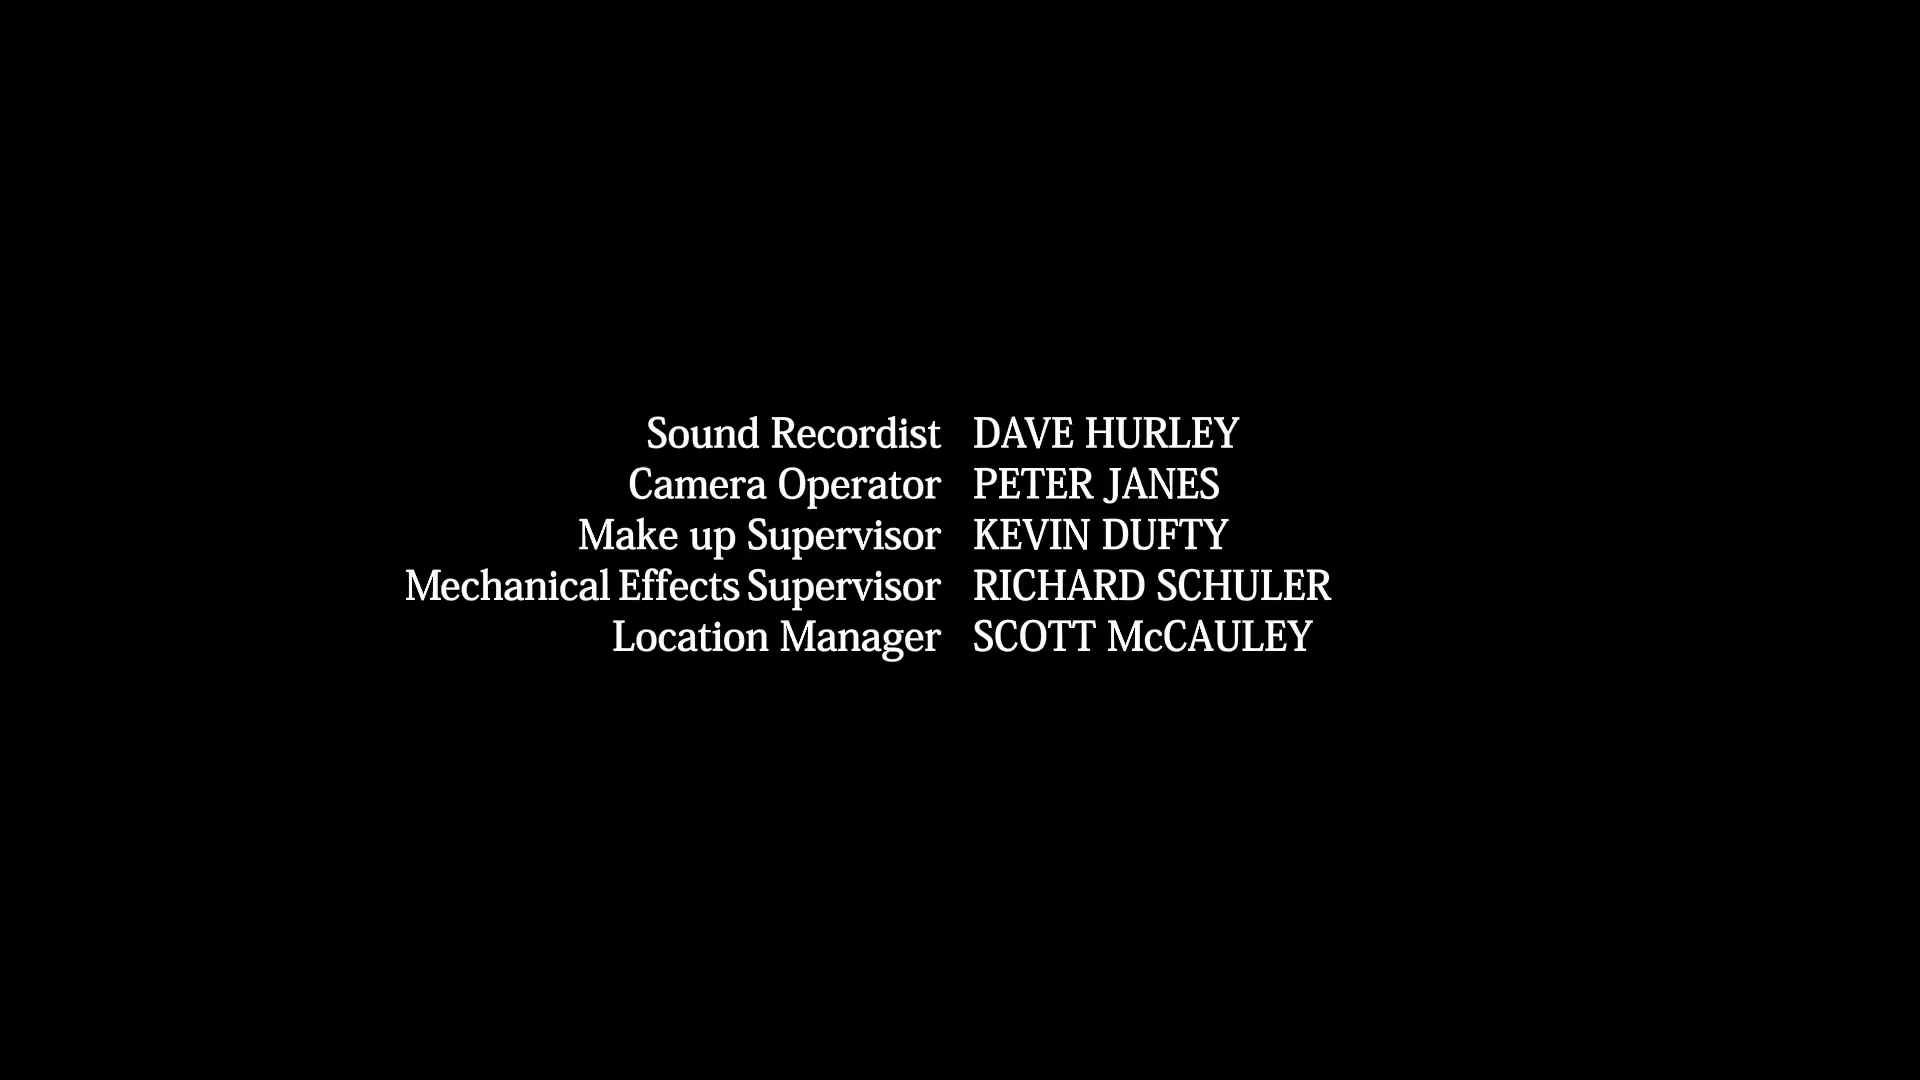 Sound Recordist DAVE HURLEY
Camera Operator PETER JANES
Make up Supervisor KEVIN DUFTY
Mechanical Effects Supervisor RICHARD SCHULER
Location Manager SCOTT McCAULEY